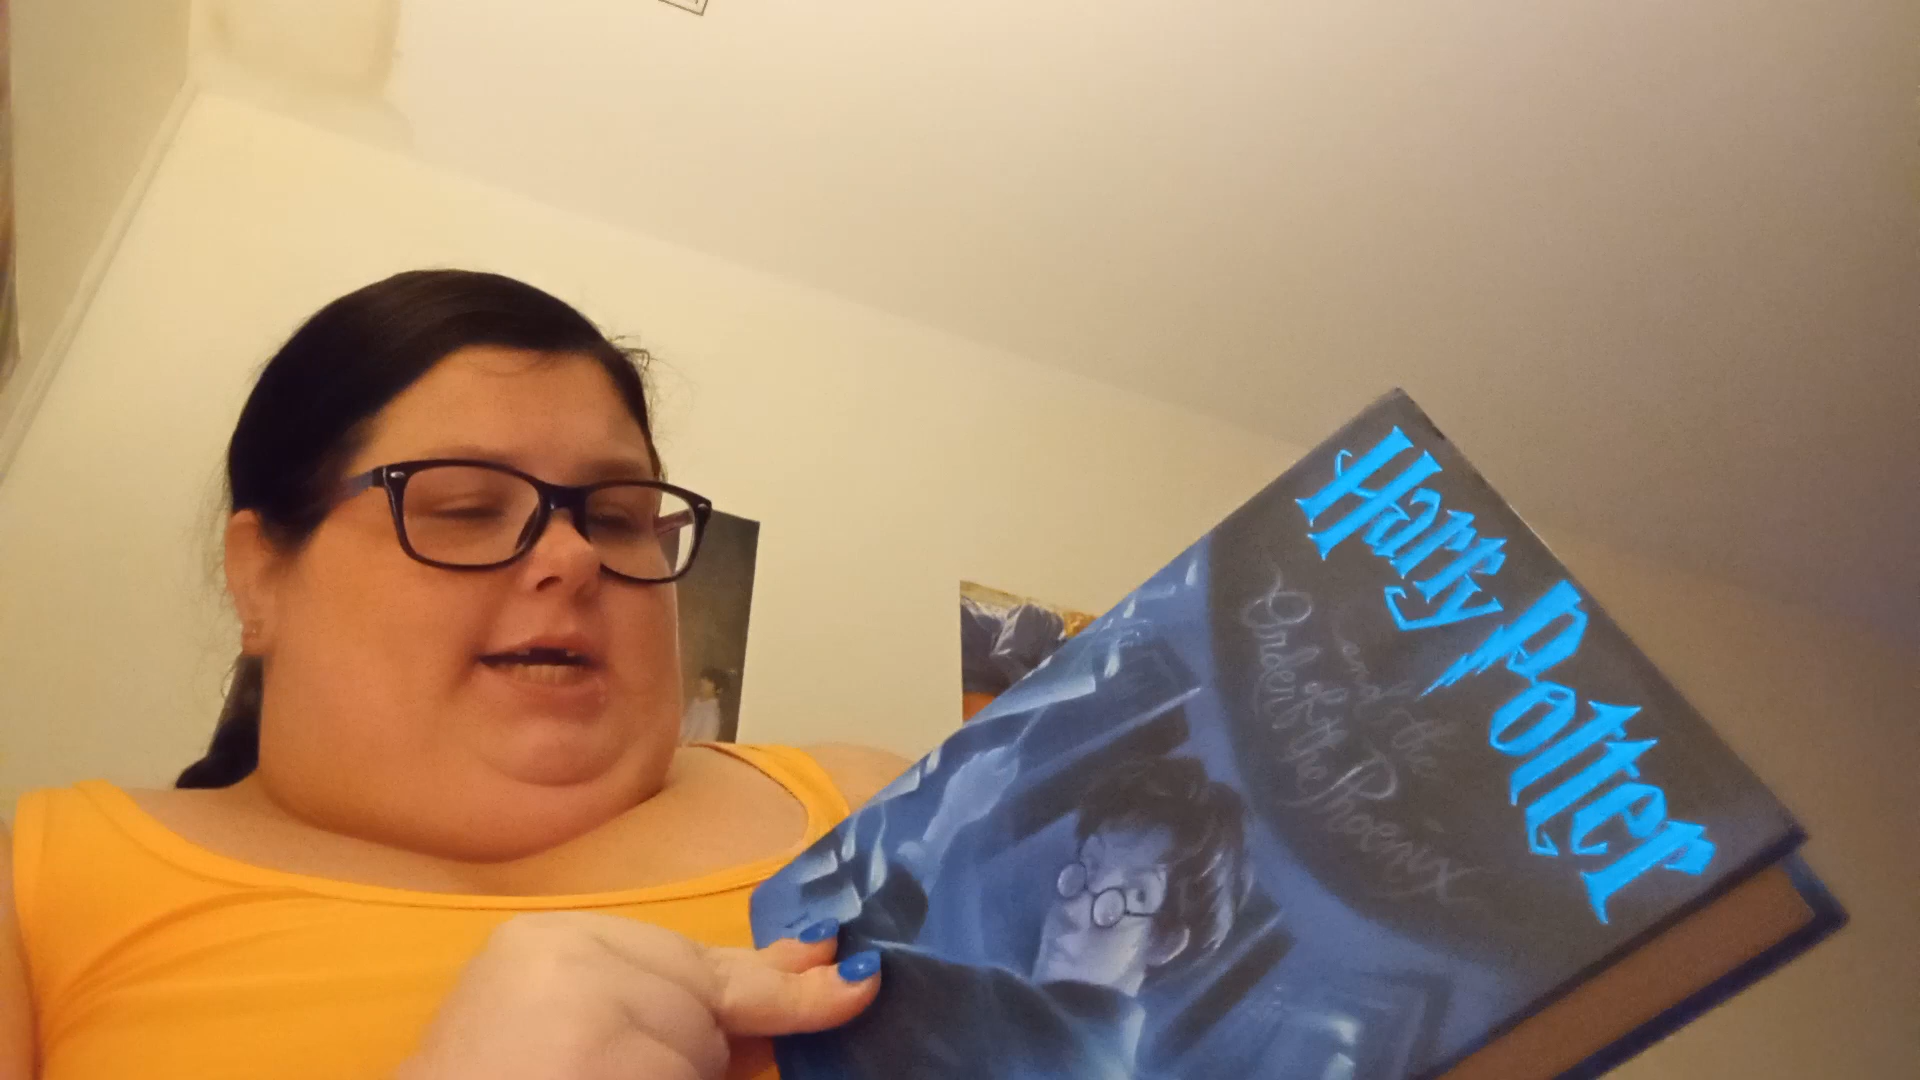 Harry Potter
and the
Order of the Phoenix